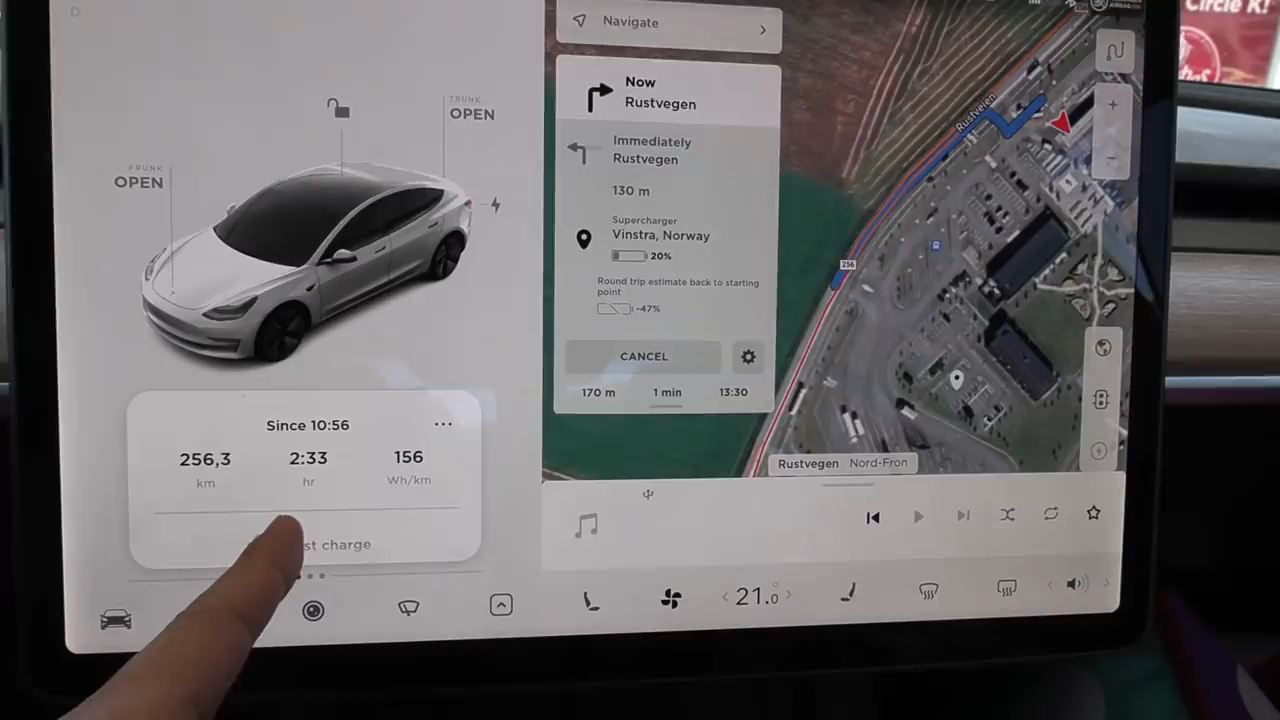 Circle K!
Navigate
Now
Rustvegen
Immediately
Rustvegen
130 m
Supercharger
Vinstra, Norway
20%
Round trip estimate back to starting
point
-47%
CANCEL
170 m 1 min 13:30
TRUNK
OPEN
FRUNK
OPEN
Since 10:56
256,3 2:33 156
km hr Wh/km
st charge
Rustveien
256
Rustvegen Nord-Fron
21.0